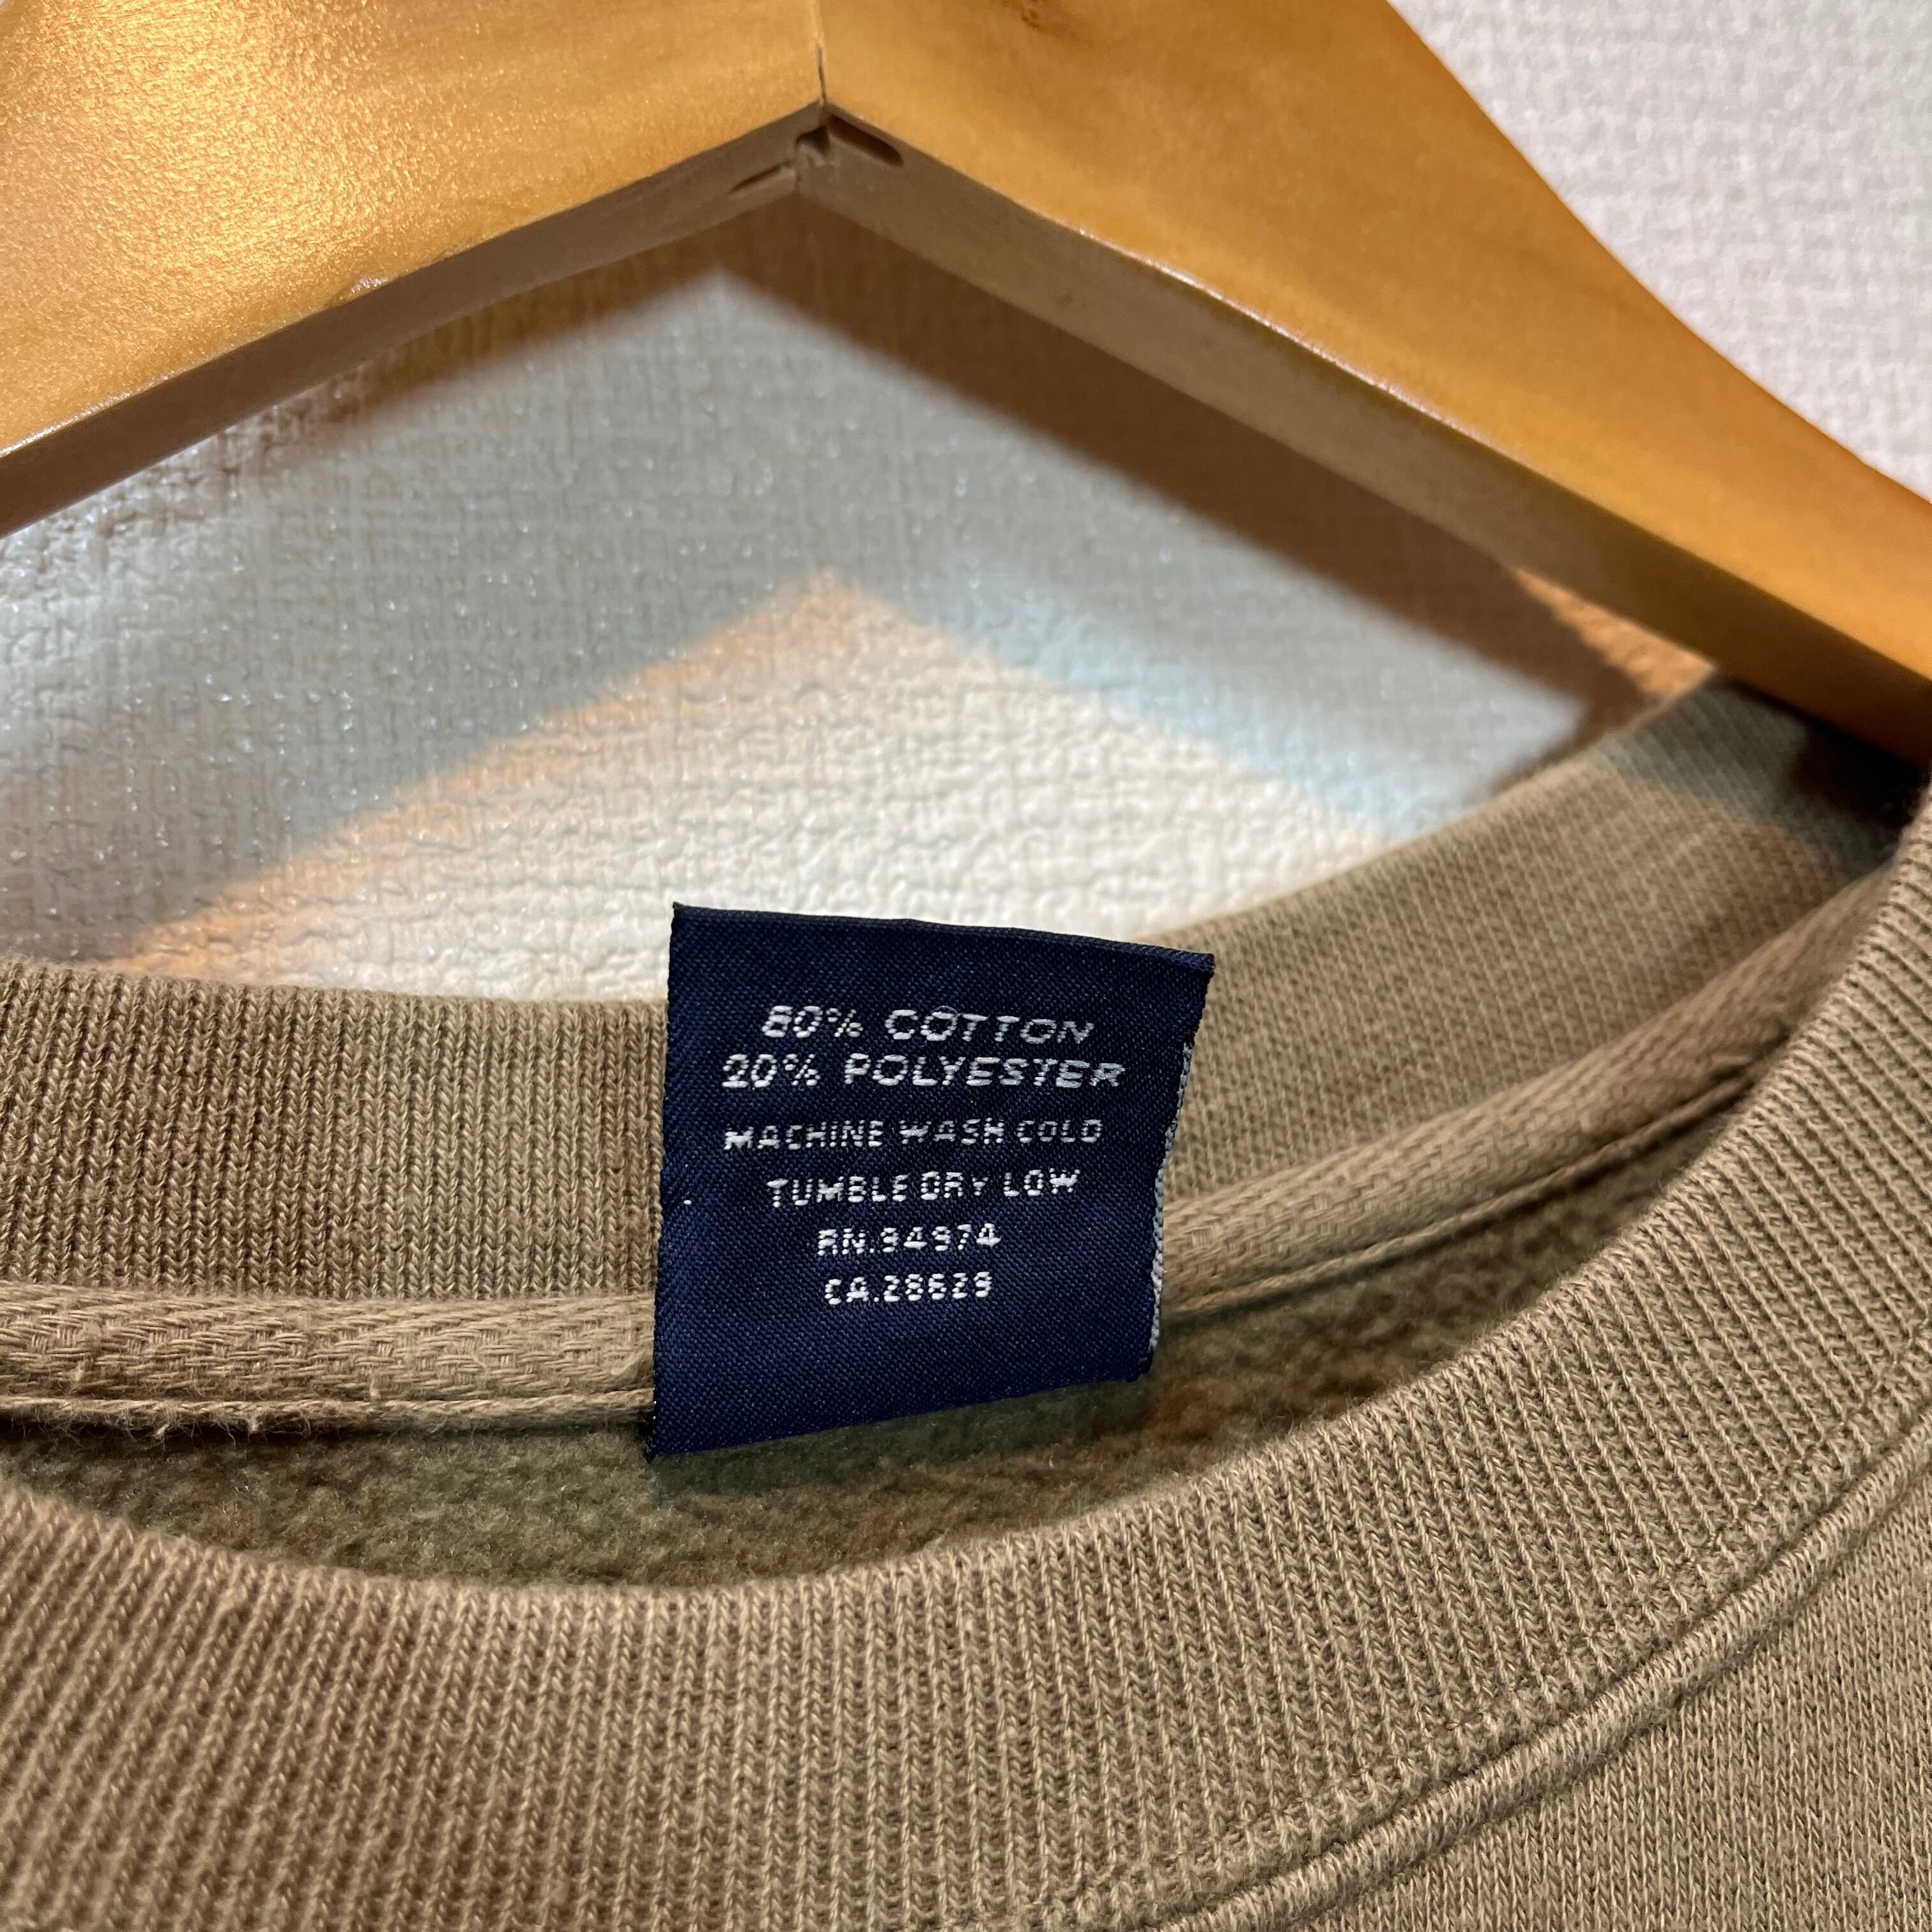 80% COTTON
20% POLYESTER
MACHINE WASH COLD
TUMBLE DRY LOW
RN.94974
CA.28629